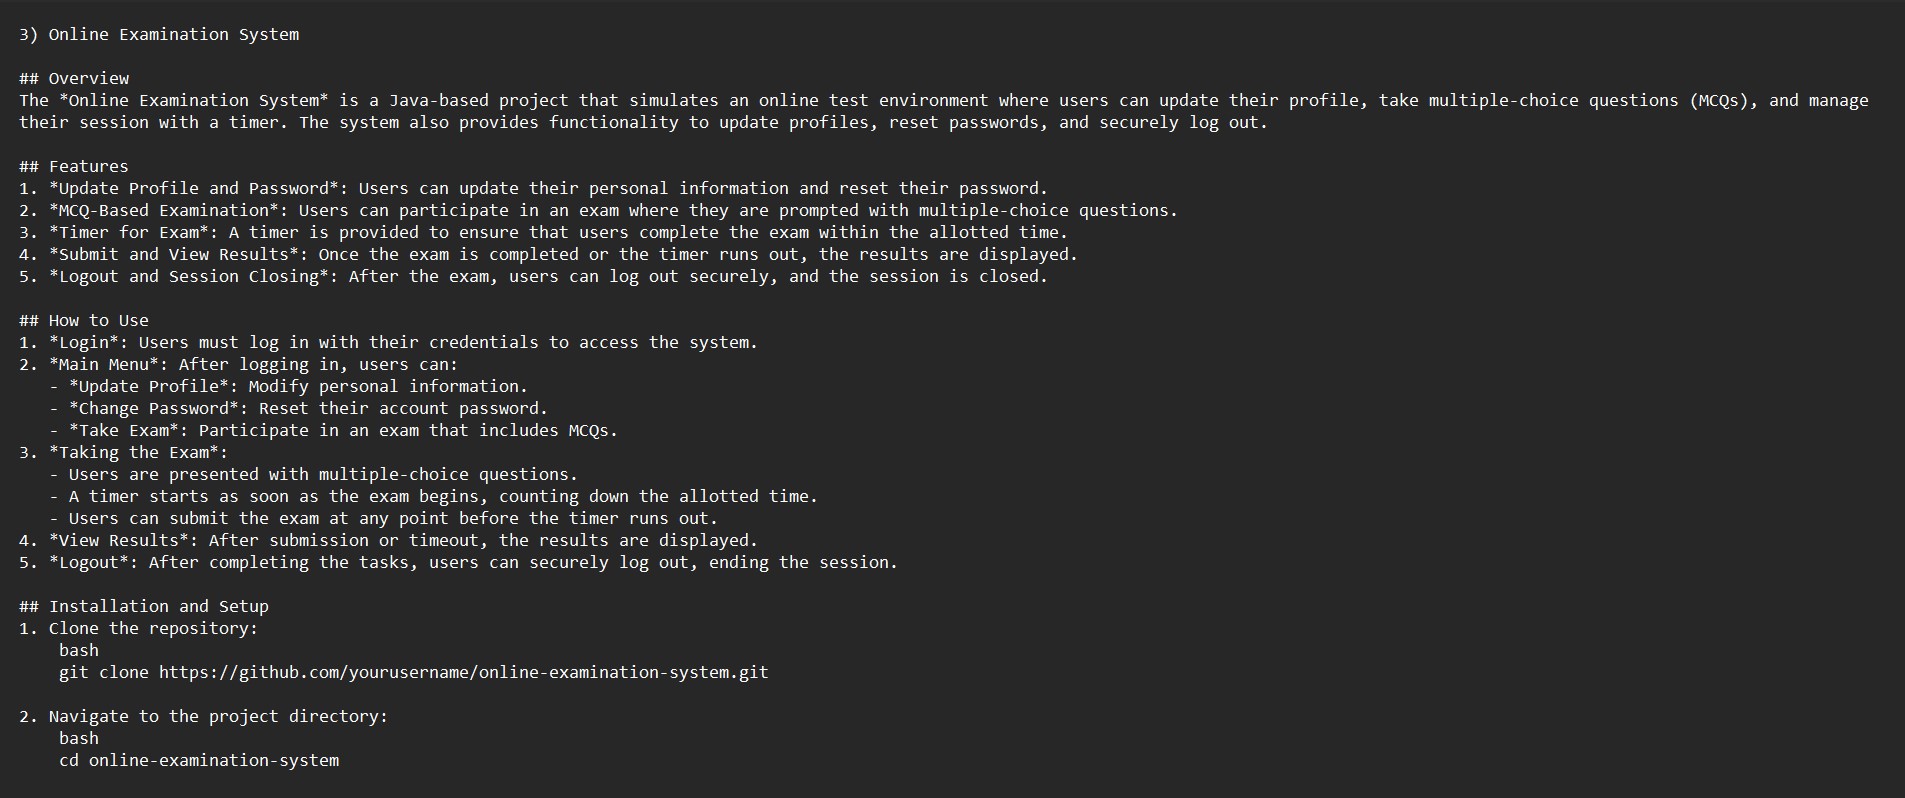 3) Online Examination System
## Overview
The *Online Examination System* is a Java-based project that simulates an online test environment where users can update their profile, take multiple-choice questions (MCQs), and manage
their session with a timer. The system also provides functionality to update profiles, reset passwords, and securely log out.
## Features
1. *Update Profile and Password*: Users can update their personal information and reset their password.
2. *MCQ-Based Examination*: Users can participate in an exam where they are prompted with multiple-choice questions.
3. *Timer for Exam*: A timer is provided to ensure that users complete the exam within the allotted time.
4. *Submit and View Results*: Once the exam is completed or the timer runs out, the results are displayed.
5. *Logout and Session Closing*: After the exam, users can log out securely, and the session is closed.
## How to Use
1. *Login*: Users must log in with their credentials to access the system.
2. *Main Menu*: After logging in, users can:
   - *Update Profile*: Modify personal information.
   - *Change Password*: Reset their account password.
   - *Take Exam*: Participate in an exam that includes MCQs.
3. *Taking the Exam*:
   - Users are presented with multiple-choice questions.
   - A timer starts as soon as the exam begins, counting down the allotted time.
   - Users can submit the exam at any point before the timer runs out.
4. *View Results*: After submission or timeout, the results are displayed.
5. *Logout*: After completing the tasks, users can securely log out, ending the session.
## Installation and Setup
1. Clone the repository:
    bash
    git clone https://github.com/yourusername/online-examination-system.git
2. Navigate to the project directory:
    bash
    cd online-examination-system